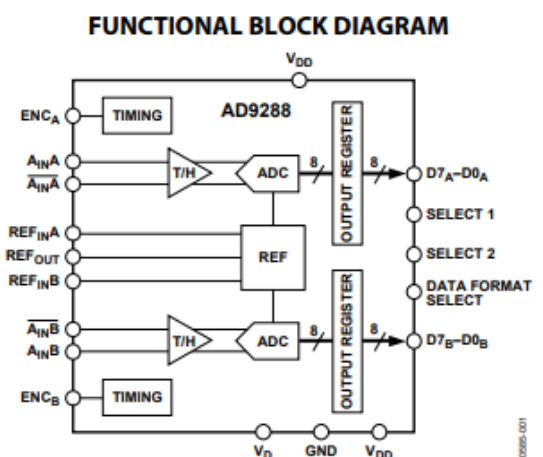 FUNCTIONAL BLOCK DIAGRAM
VDD
ENCA
TIMING
AD9288
AINA
AINA
T/H
ADC
8
OUTPUT REGISTER
8
D7A–D0A
SELECT 1
REFINA
REFOUT
REFINB
REF
SELECT 2
DATA FORMAT
SELECT
AINB
AINB
T/H
ADC
8
OUTPUT REGISTER
8
D7B–D0B
ENCB
TIMING
VD
GND
VDD